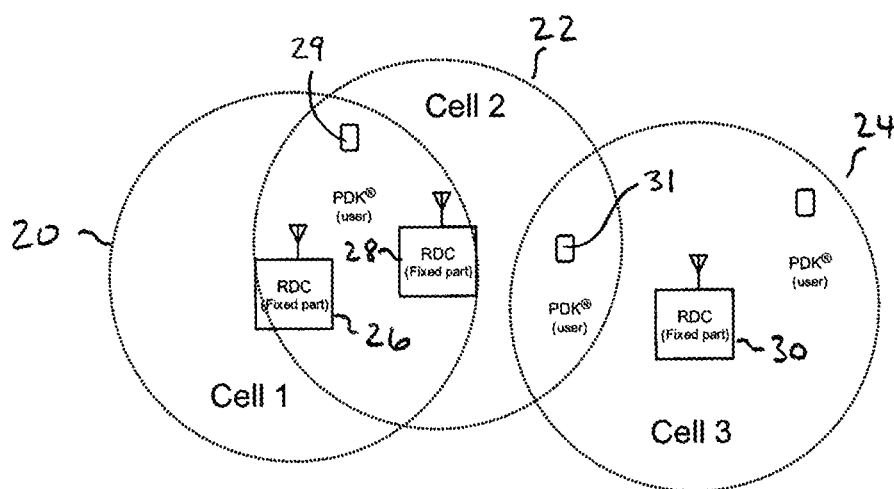 22
29
Cell 2
24
31
20
PDK®
(user)
28
RDC
(Fixed part)
PDK®
(user)
RDC
(Fixed part)
PDK®
(user)
RDC
(Fixed part)
26
30
Cell 1
Cell 3